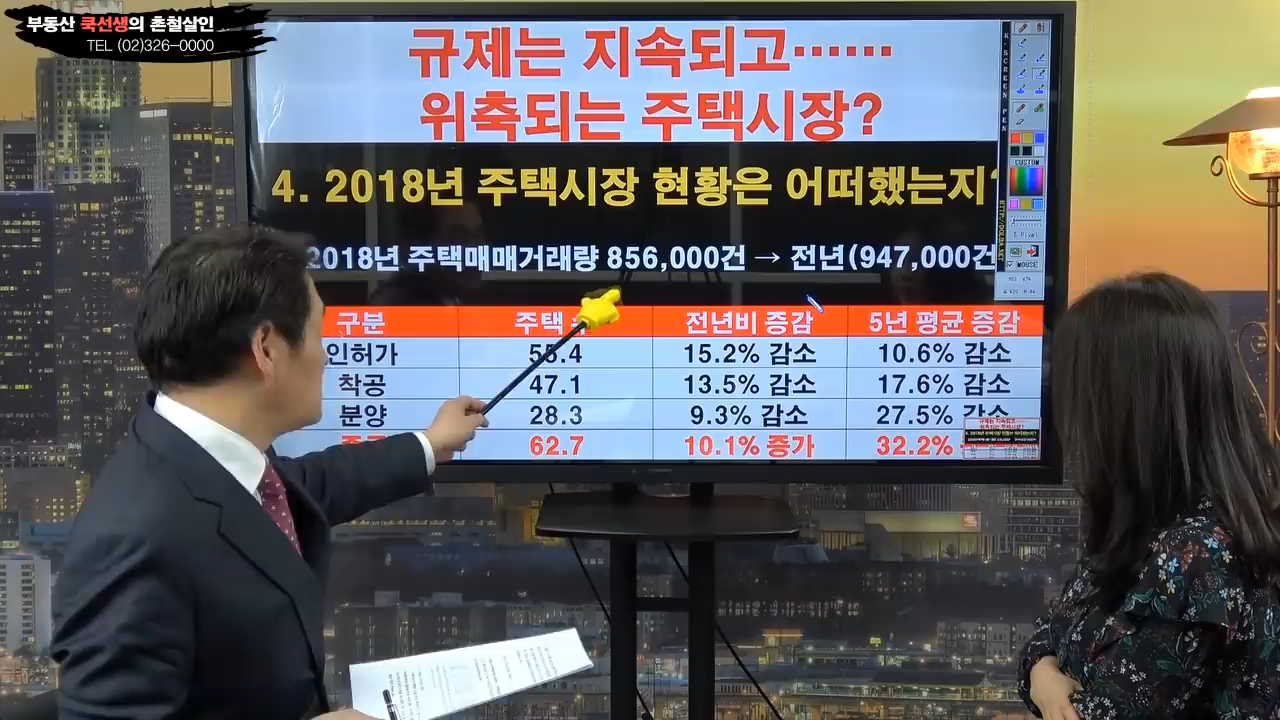 부동산 쿡선생의 촌철살인
TEL (02)326-0000
규제는 지속되고······
위축되는 주택시장?
4. 2018년 주택시장 현황은 어떠했는지?
2018년 주택매매거래량 856,000건 → 전년(947,000건
구분 주택 전년비 증감 5년 평균 증감
인허가 55.4 15.2% 감소 10.6% 감소
착공 47.1 13.5% 감소 17.6% 감소
분양 28.3 9.3% 감소 27.5% 감소
62.7 10.1% 증가 32.2%
K-SCREEN PEN
CUSTOM
6 Pixel
MOUSE